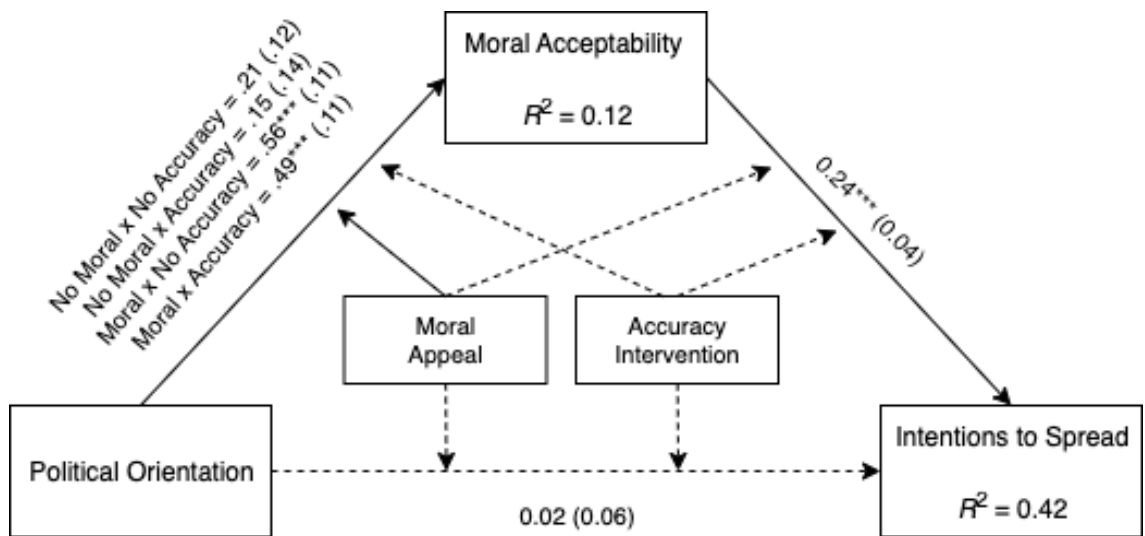 Moral Acceptability
R² = 0.12
No Moral x No Accuracy = .21 (.12)
No Moral x Accuracy = .15 (.14)
Moral x No Accuracy = .56*** (.11)
Moral x Accuracy = .49*** (.11)
0.24*** (0.04)
Moral
Appeal
Accuracy
Intervention
Political Orientation
Intentions to Spread
R² = 0.42
0.02 (0.06)